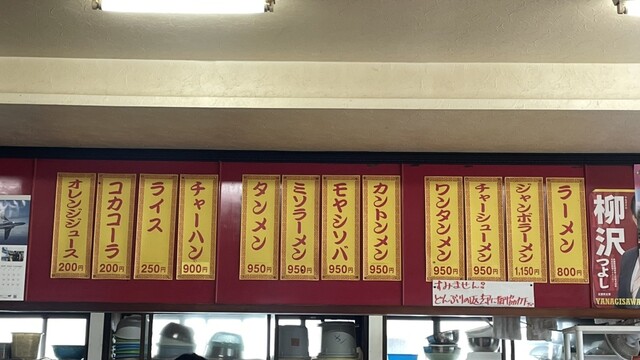 ラーメン
800円
ジャンボラーメン
1,150円
チャーシューメン
950円
ワンタンメン
950円
カントンメン
950円
モヤシソバ
950円
ミソラーメン
950円
タンメン
950円
チャーハン
900円
ライス
250円
コカコーラ
200円
オレンジジュース
200円
すみません!!
柳沢
つよし
YANAGISAWA